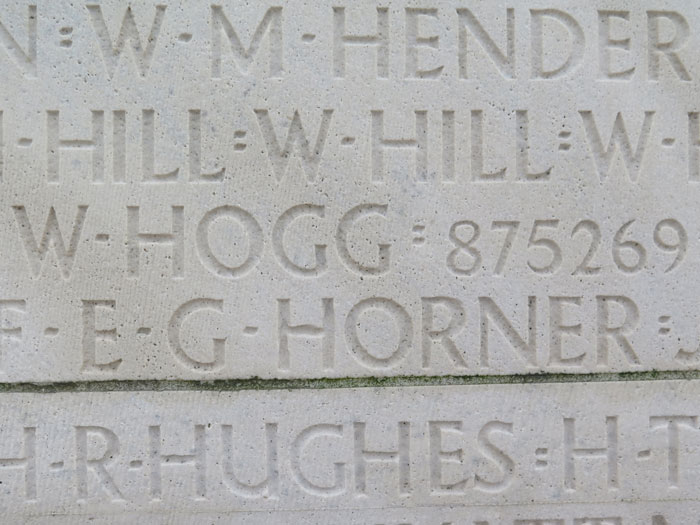 N : W · M · HENDER
H · HILL : W · HILL : W · H
W · HOGG : 875269
F · E · G · HORNER : J
H · R · HUGHES : H · T